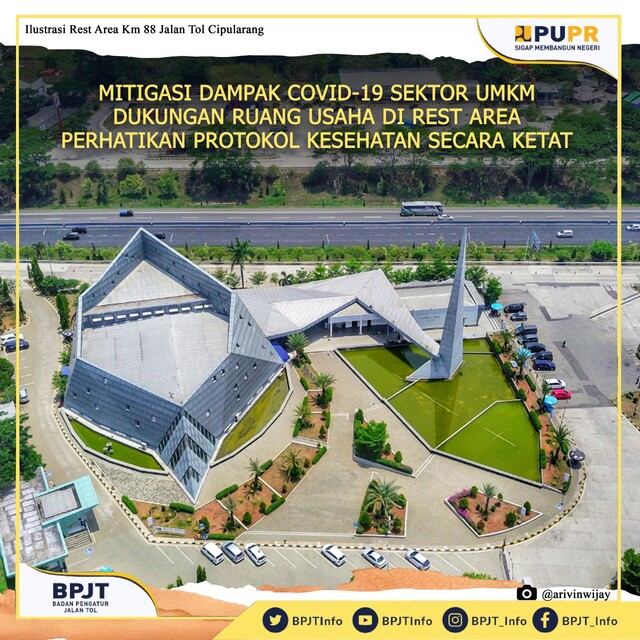 Ilustrasi Rest Area Km 88 Jalan Tol Cipularang
PUPR
SIGAP MEMBANGUN NEGERI
MITIGASI DAMPAK COVID-19 SEKTOR UMKM
DUKUNGAN RUANG USAHA DI REST AREA
PERHATIKAN PROTOKOL KESEHATAN SECARA KETAT
@arivinwijay
BPJT
BADAN PENGATUR
JALAN TOL
BPJTInfo
BPJTInfo
BPJT_Info
BPJT_Info